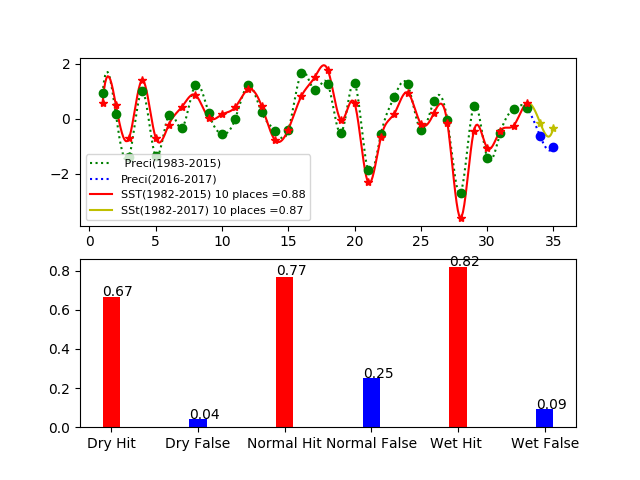 2
0
−2
Preci(1983-2015)
Preci(2016-2017)
SST(1982-2015) 10 places =0.88
SSt(1982-2017) 10 places =0.87
0 5 10 15 20 25 30 35
0.8
0.6
0.4
0.2
0.0
0.67
0.04
0.77
0.25
0.82
0.09
Dry Hit Dry False Normal Hit Normal False Wet Hit Wet False